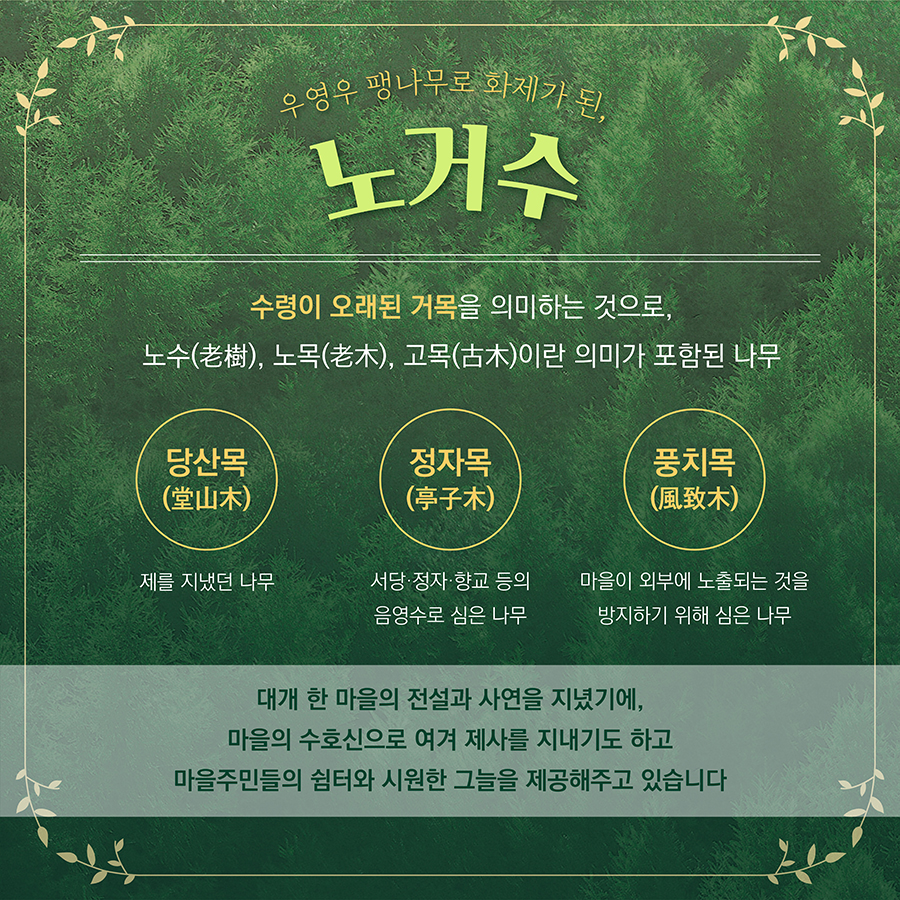 우영우 팽나무로 화제가 된,
노거수
수령이 오래된 거목을 의미하는 것으로,
노수(老樹), 노목(老木), 고목(古木)이란 의미가 포함된 나무
당산목
(堂山木)
제를 지냈던 나무
정자목
(亭子木)
서당·정자·향교 등의
음영수로 심은 나무
풍치목
(風致木)
마을이 외부에 노출되는 것을
방지하기 위해 심은 나무
대개 한 마을의 전설과 사연을 지녔기에,
마을의 수호신으로 여겨 제사를 지내기도 하고
마을주민들의 쉼터와 시원한 그늘을 제공해주고 있습니다